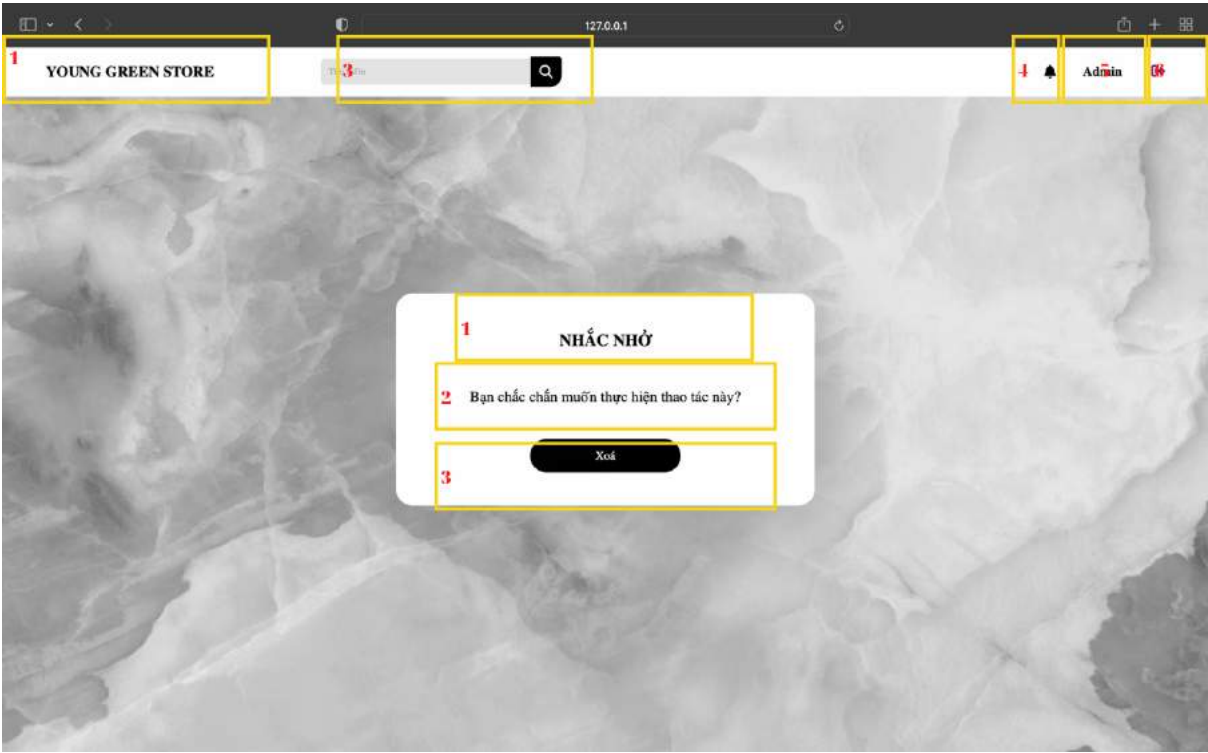 127.0.0.1
1
YOUNG GREEN STORE
3
4
Admin
5
1
NHẮC NHỞ
2
Bạn chắc chắn muốn thực hiện thao tác này?
Xoá
3